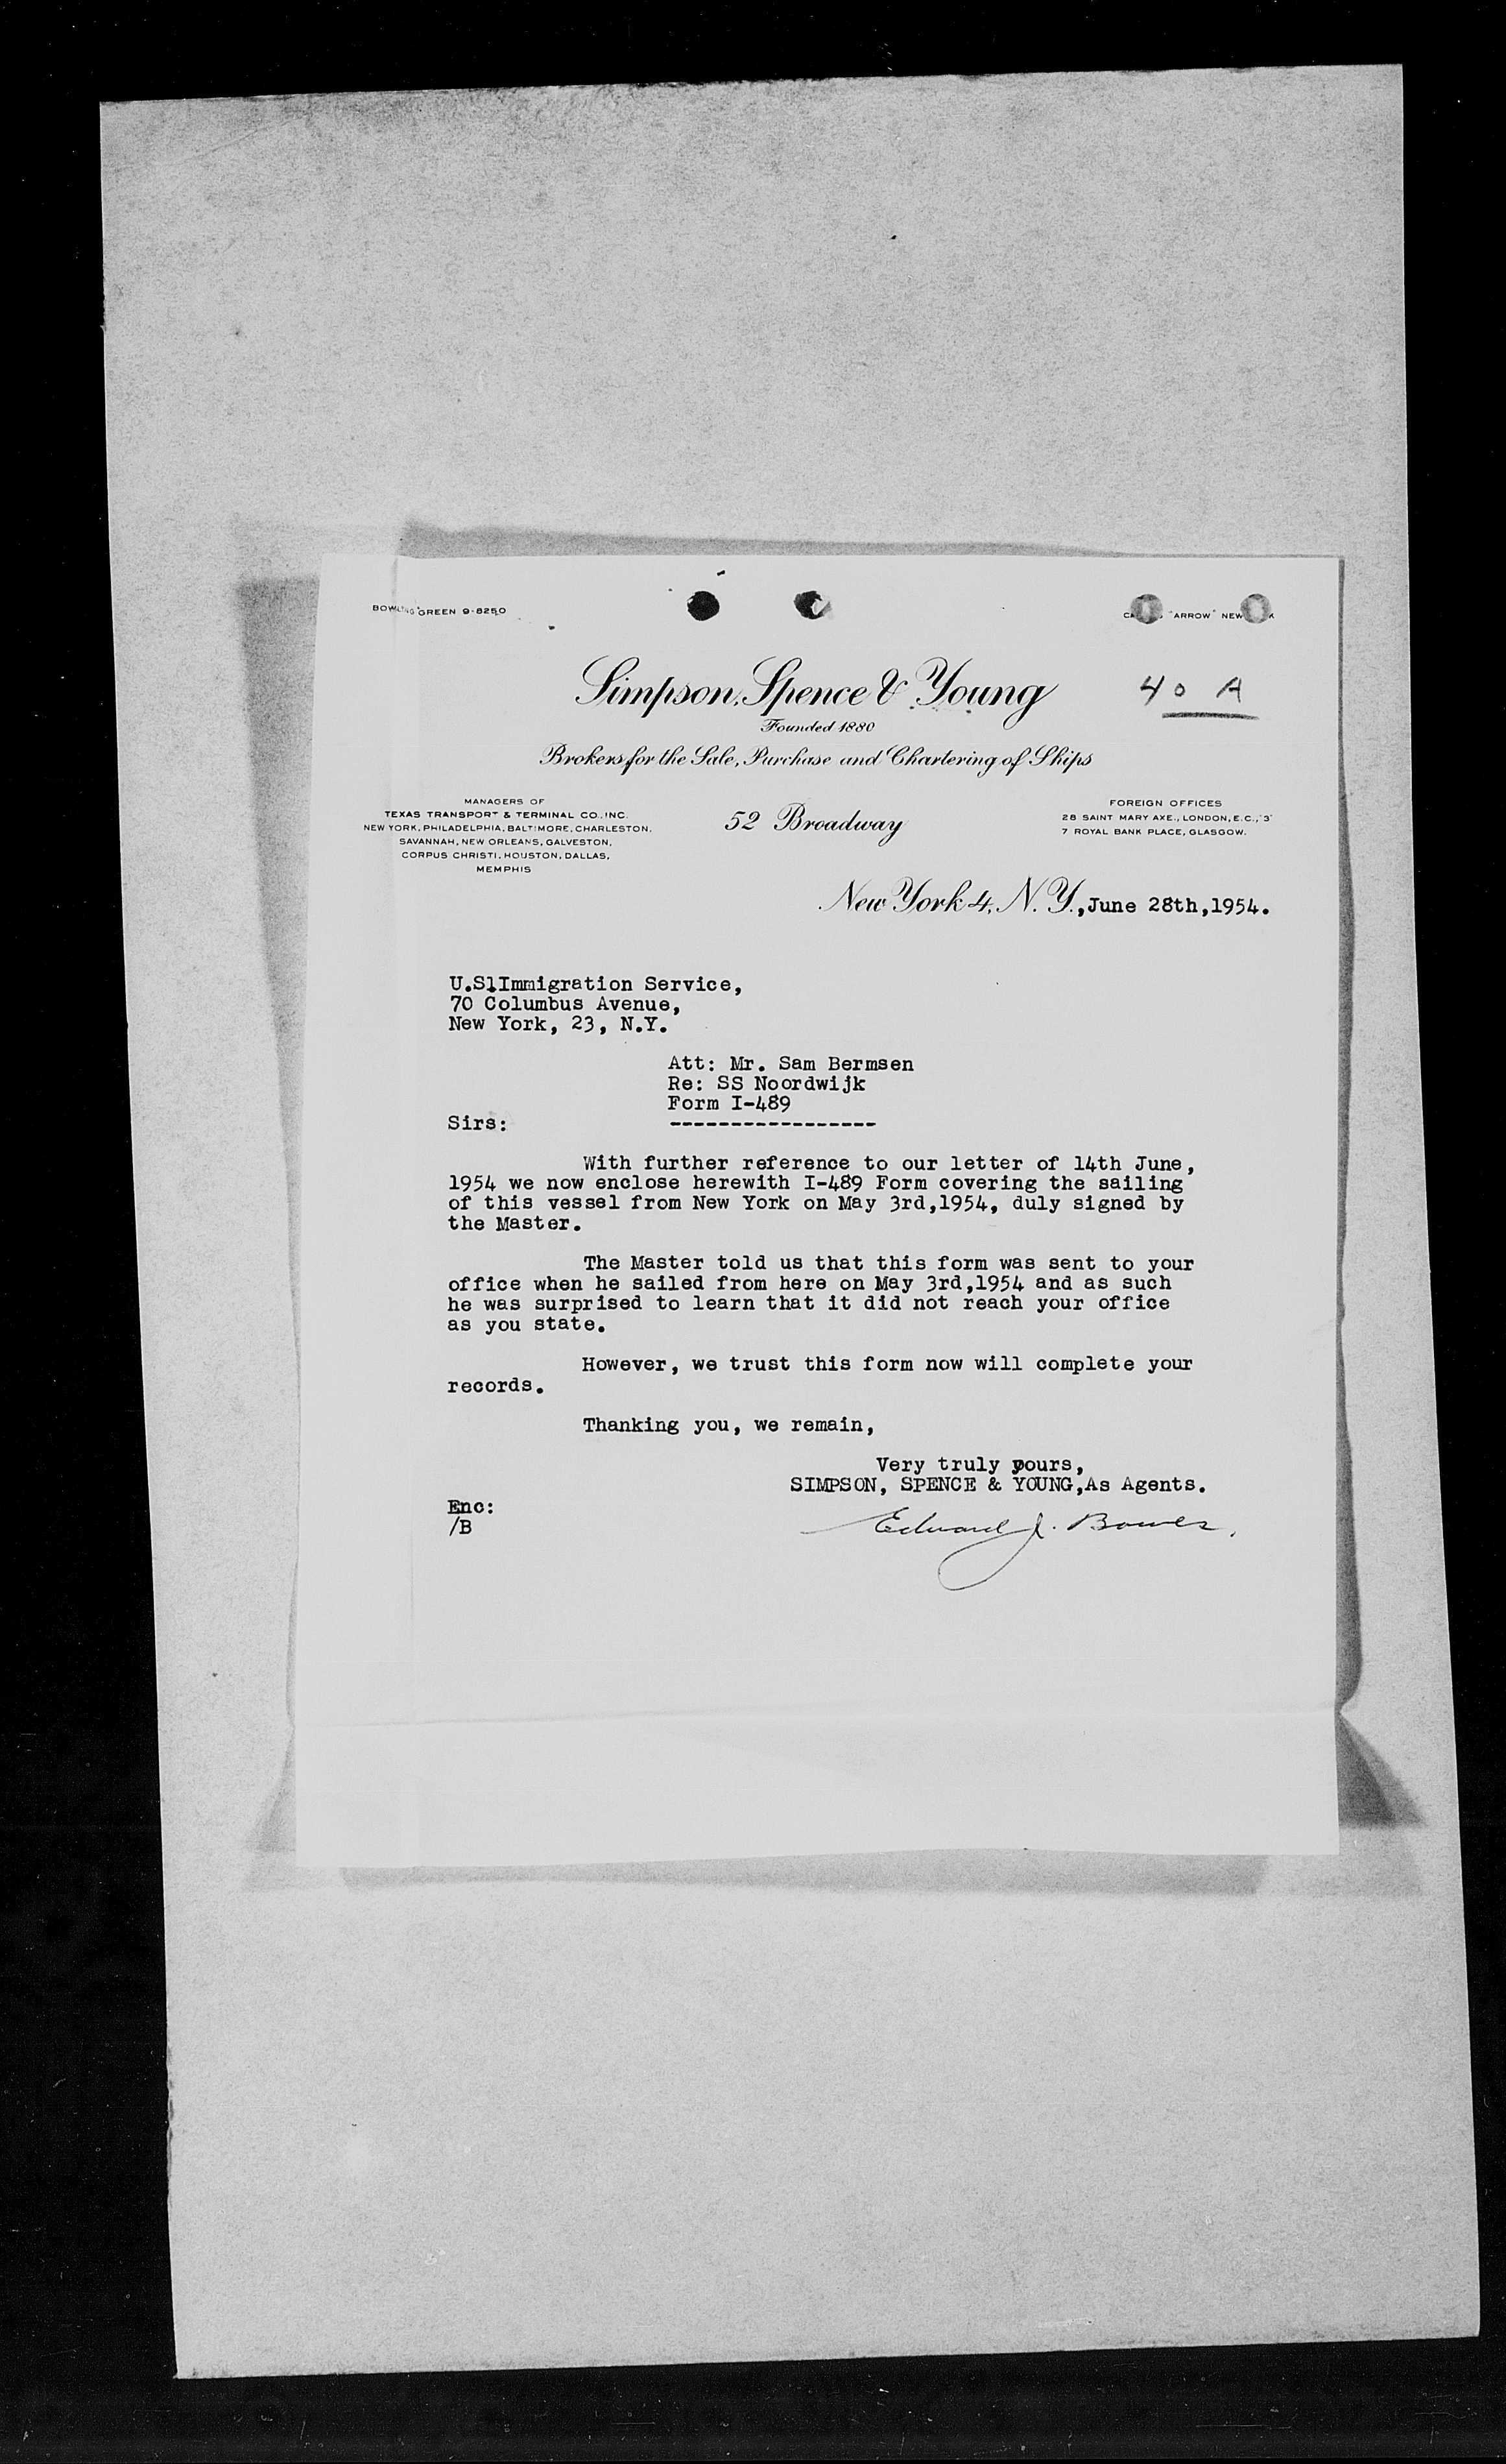 BOWLING GREEN 9-8250
"ARROW" NEW
Simpson, Spence & Young
40 A
Founded 1880
Brokers for the Sale, Purchase and Chartering of Ships
MANAGERS OF
TEXAS TRANSPORT & TERMINAL CO., INC.
NEW YORK, PHILADELPHIA, BALTIMORE, CHARLESTON,
SAVANNAH, NEW ORLEANS, GALVESTON,
CORPUS CHRISTI, HOUSTON, DALLAS,
MEMPHIS
52 Broadway
FOREIGN OFFICES
28 SAINT MARY AXE., LONDON, E.C., 3
7 ROYAL BANK PLACE, GLASGOW.
New York 4, N. Y., June 28th,1954.
U.S1Immigration Service,
70 Columbus Avenue,
New York, 23, N.Y.
Att: Mr. Sam Bermsen
Re: SS Noordwijk
Form I-489
Sirs:
-----------------
With further reference to our letter of 14th June,
1954 we now enclose herewith I-489 Form covering the sailing
of this vessel from New York on May 3rd,1954, duly signed by
the Master.
The Master told us that this form was sent to your
office when he sailed from here on May 3rd,1954 and as such
he was surprised to learn that it did not reach your office
as you state.
However, we trust this form now will complete your
records.
Thanking you, we remain,
Very truly yours,
SIMPSON, SPENCE & YOUNG,As Agents.
Enc:
/B
Edward J. Bowes.